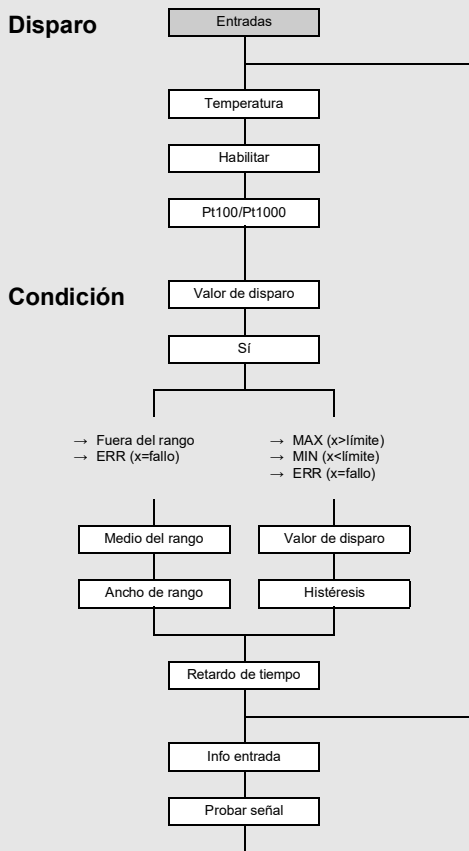 Disparo
Entradas
Temperatura
Habilitar
Pt100/Pt1000
Condición
Valor de disparo
Sí
→ Fuera del rango
→ ERR (x=fallo)
→ MAX (x>límite)
→ MIN (x<límite)
→ ERR (x=fallo)
Medio del rango
Valor de disparo
Ancho de rango
Histéresis
Retardo de tiempo
Info entrada
Probar señal